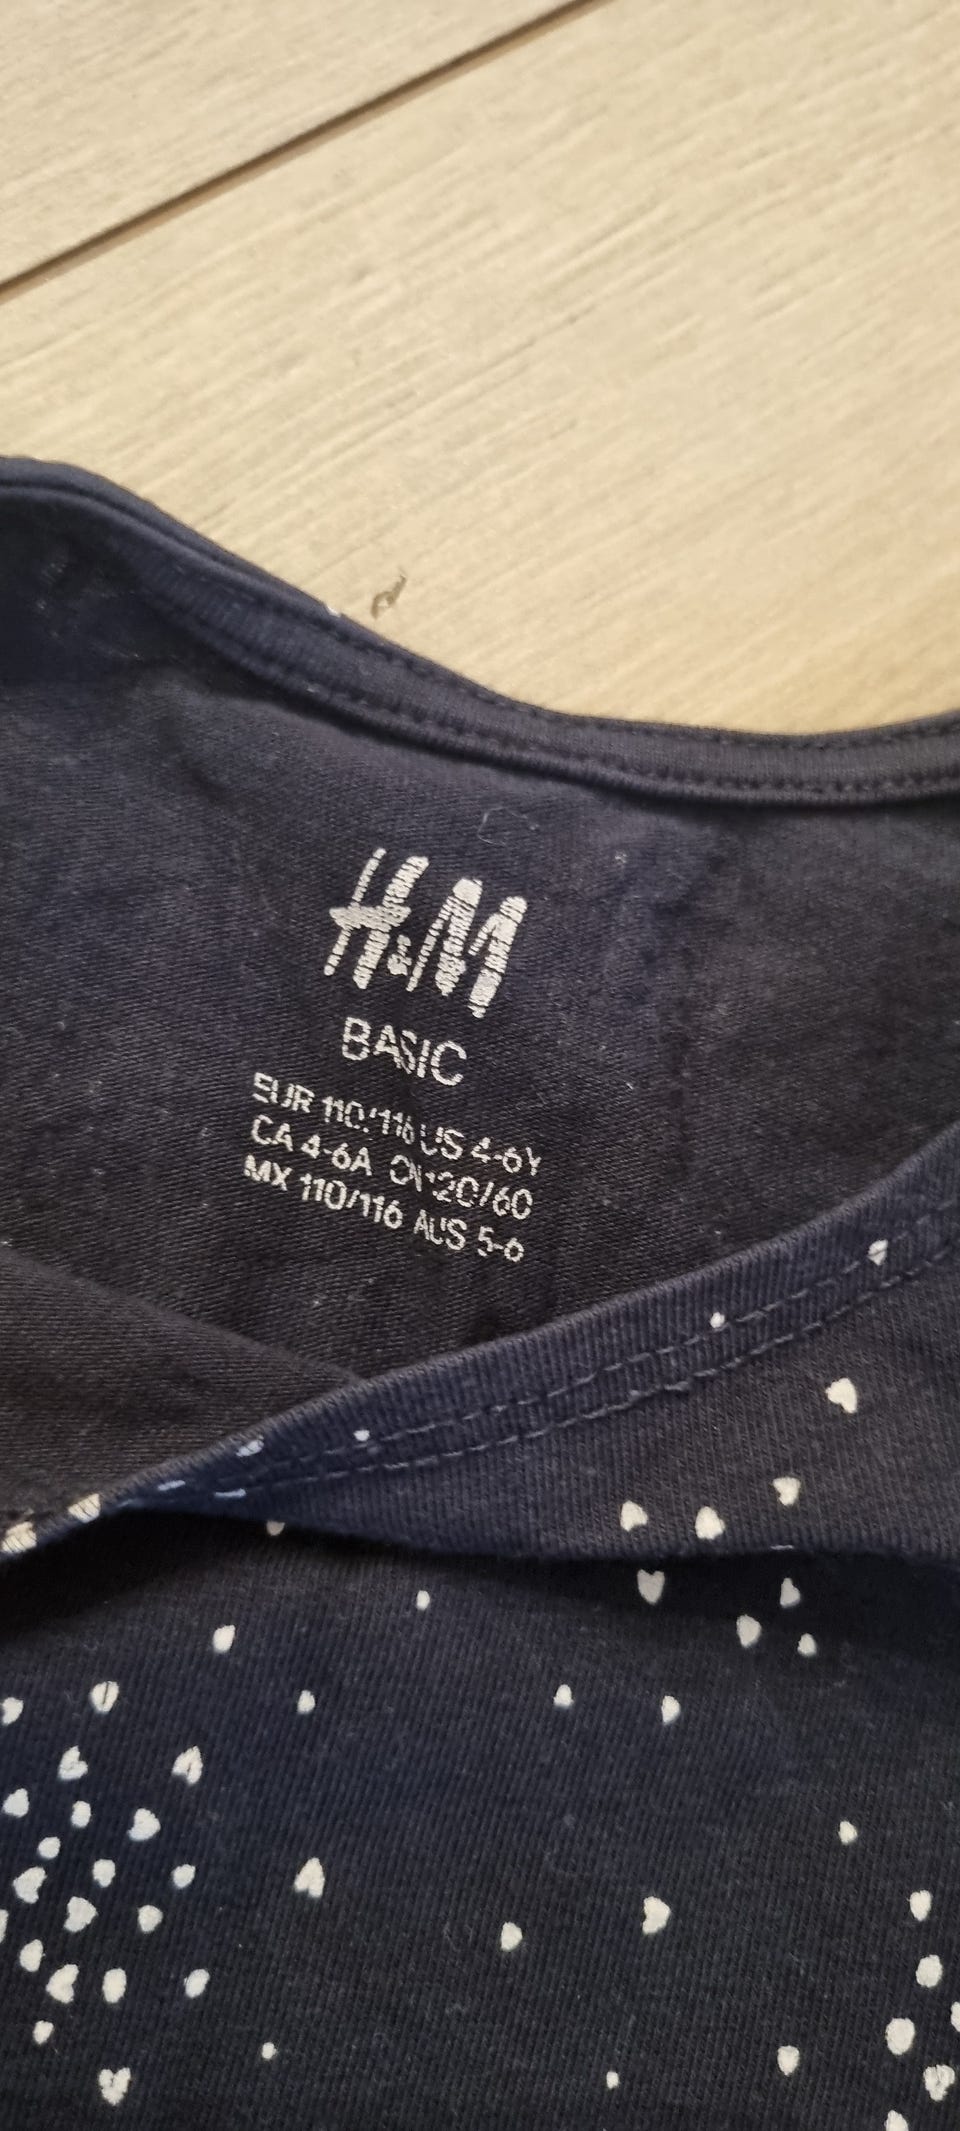 H&M
BASIC
EUR 110/116 US 4-6Y
CA 4-6A CN 120/60
MX 110/116 AUS 5-6